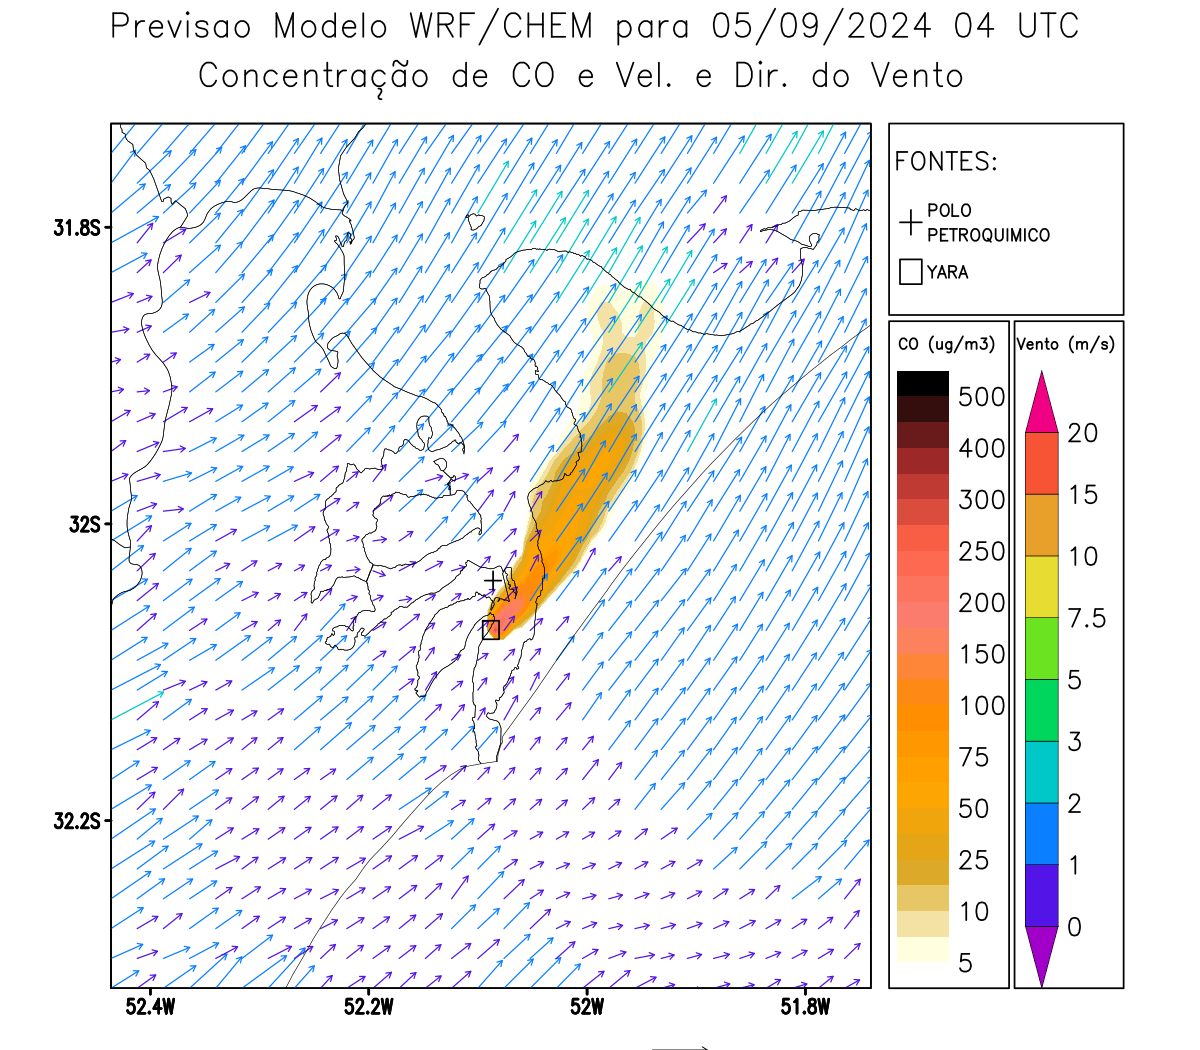 Previsao Modelo WRF/CHEM para 05/09/2024 04 UTC
Concentração de CO e Vel. e Dir. do Vento
FONTES:
POLO
PETROQUIMICO
YARA
CO (ug/m3)
500
400
300
250
200
150
100
75
50
25
10
5
Vento (m/s)
20
15
10
7.5
5
3
2
1
0
31.8S
32S
32.2S
52.4W
52.2W
52W
51.8W